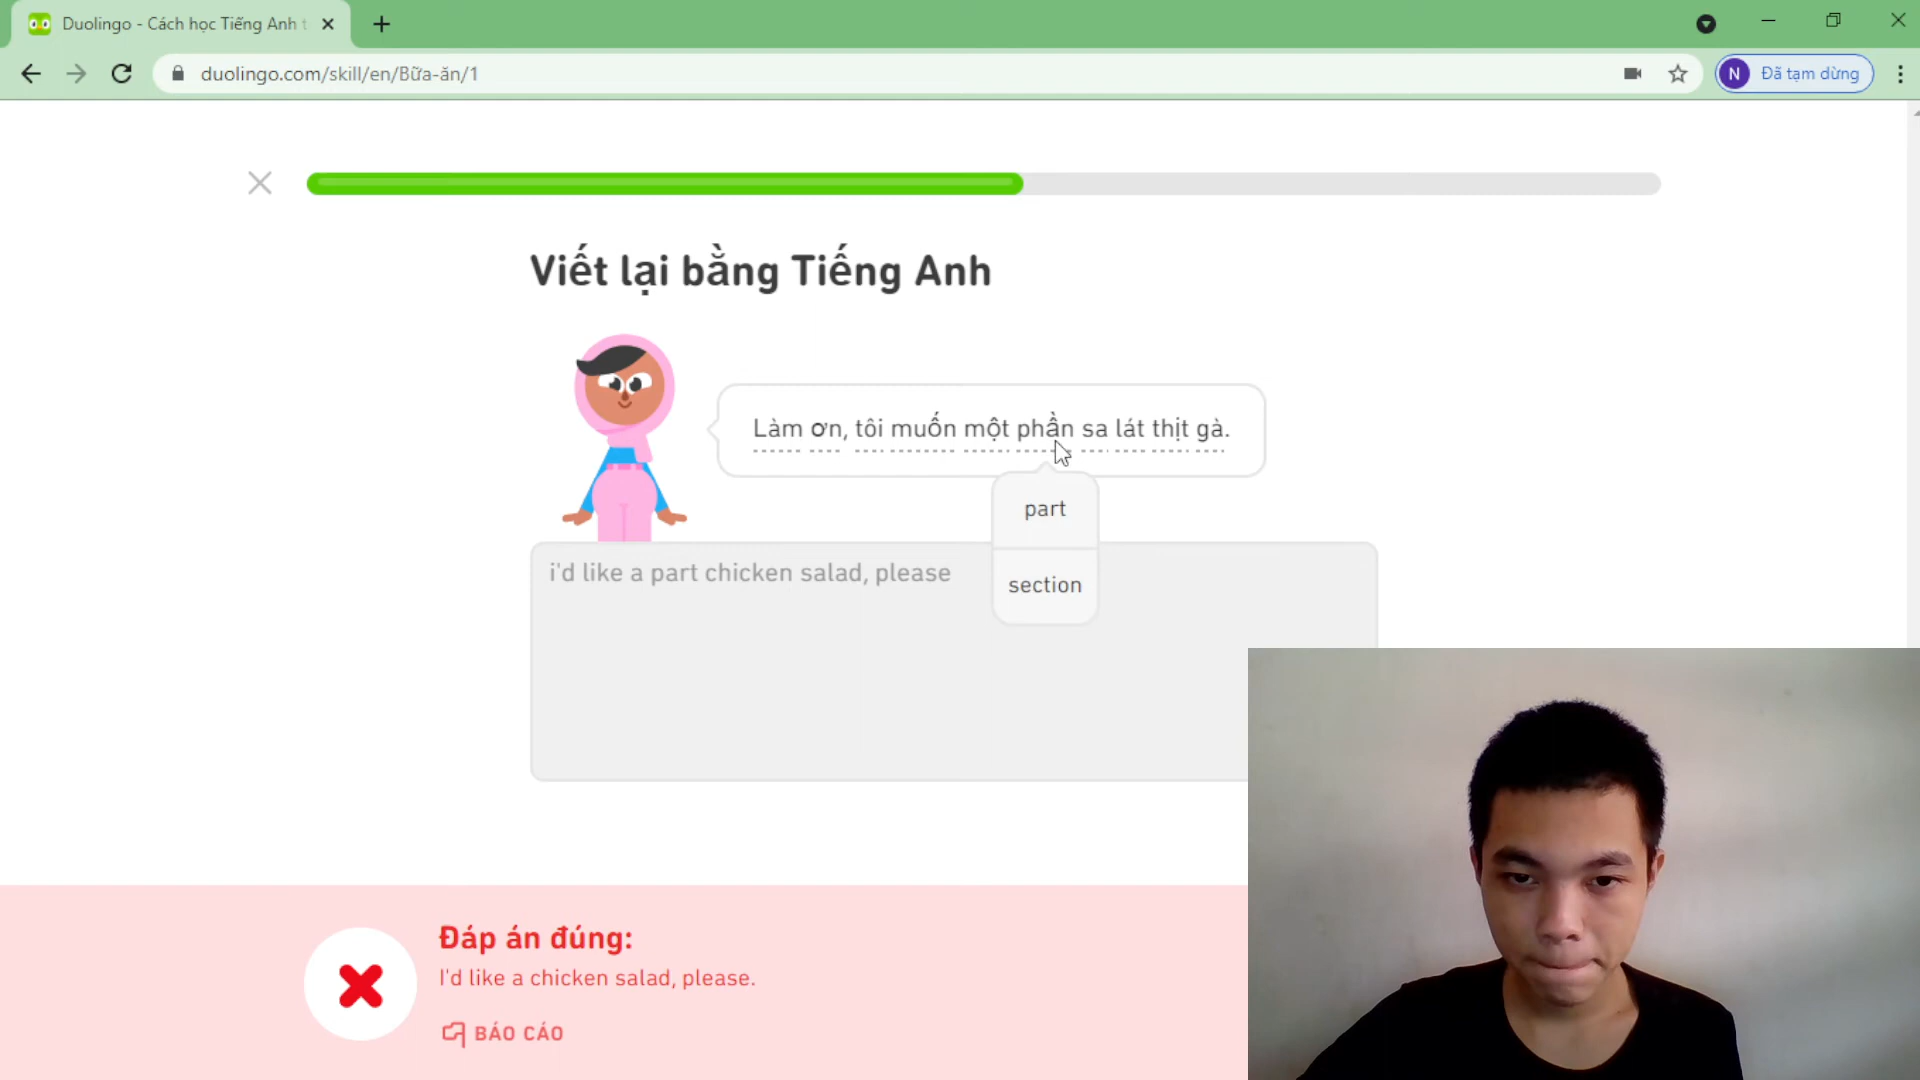 Duolingo - Cách học Tiếng Anh t
duolingo.com/skill/en/Bữa-ăn/1
N
Đã tạm dừng
Viết lại bằng Tiếng Anh
Làm ơn, tôi muốn một phần sa lát thịt gà.
part
section
i'd like a part chicken salad, please
Đáp án đúng:
I'd like a chicken salad, please.
BÁO CÁO